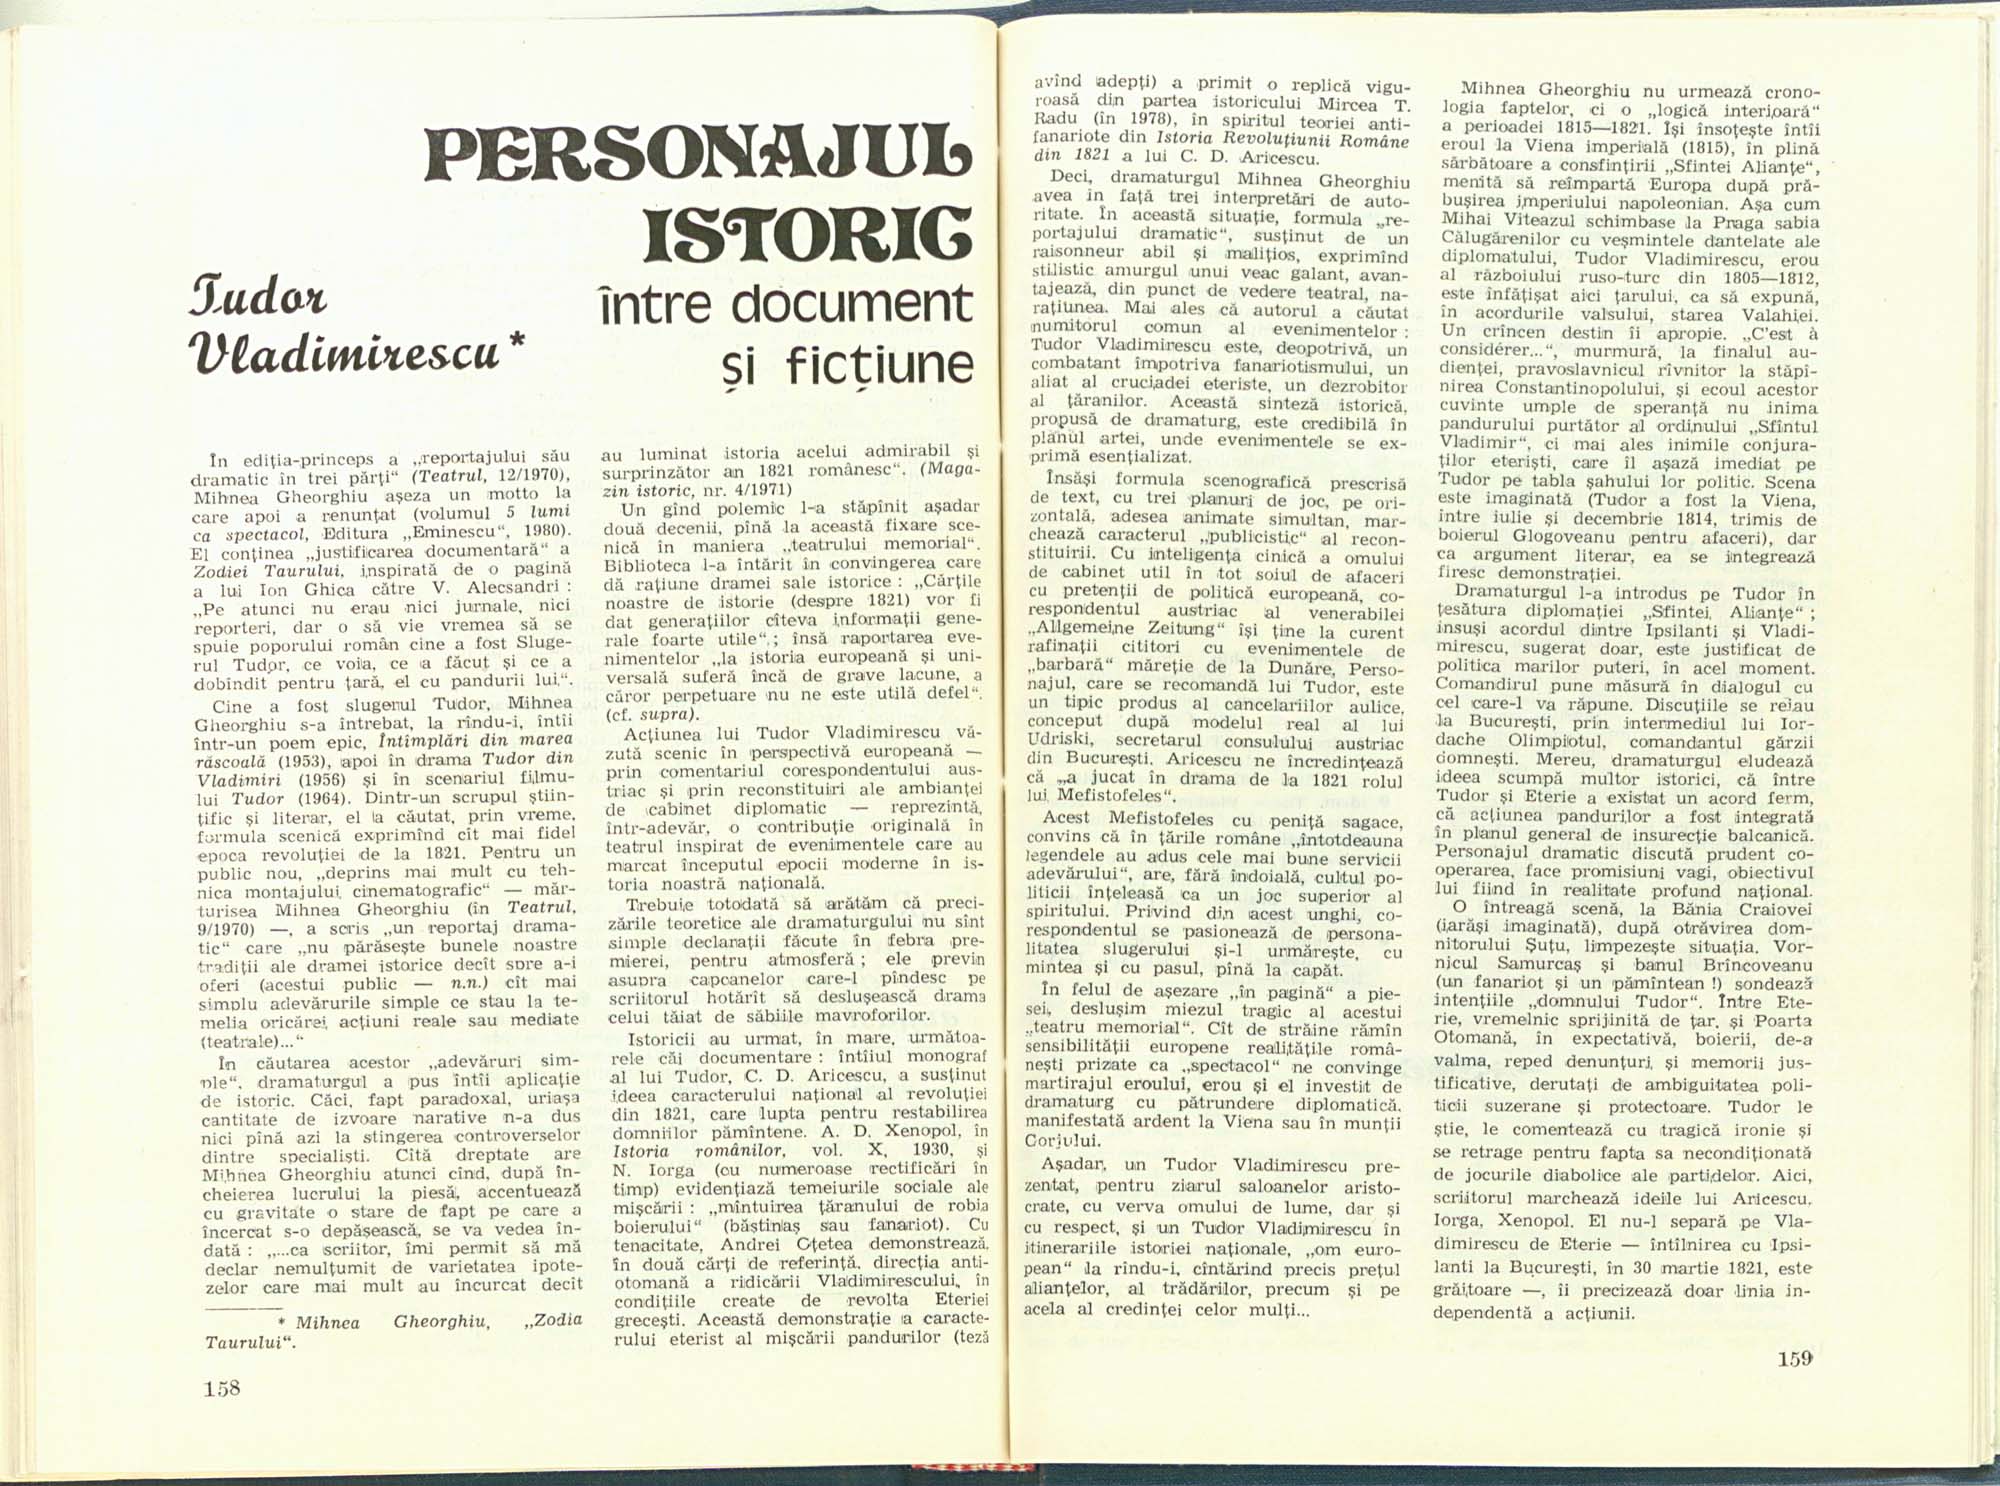 PERSONAJUL
ISTORIC
între document
și ficțiune
Tudor
Vladimirescu *
În ediția-princeps a „reportajului său
dramatic în trei părți“ (Teatrul, 12/1970),
Mihnea Gheorghiu așeza un motto la
care apoi a renunțat (volumul 5 lumi
ca spectacol, Editura „Eminescu“, 1980).
El conținea „justificarea documentară“ a
Zodiei Taurului, inspirată de o pagină
a lui Ion Ghica către V. Alecsandri :
„Pe atunci nu erau nici jurnale, nici
reporteri, dar o să vie vremea să se
spuie poporului român cine a fost Sluge-
rul Tudor, ce voia, ce a făcut și ce a
dobîndit pentru țară, el cu pandurii lui“.
Cine a fost slugerul Tudor, Mihnea
Gheorghiu s-a întrebat, la rîndu-i, întîi
într-un poem epic, Întîmplări din marea
răscoală (1953), apoi în drama Tudor din
Vladimiri (1956) și în scenariul filmu-
lui Tudor (1964). Dintr-un scrupul știin-
țific și literar, el a căutat, prin vreme,
formula scenică exprimînd cît mai fidel
epoca revoluției de la 1821. Pentru un
public nou, „deprins mai mult cu teh-
nica montajului cinematografic“ — măr-
turisea Mihnea Gheorghiu (în Teatrul,
9/1970) —, a scris „un reportaj drama-
tic“ care „nu părăsește bunele noastre
tradiții ale dramei istorice decît spre a-i
oferi (acestui public — n.n.) cît mai
simplu adevărurile simple ce stau la te-
melia oricărei acțiuni reale sau mediate
(teatrale)...“
În căutarea acestor „adevăruri sim-
ple“, dramaturgul a pus întîi aplicație
de istoric. Căci, fapt paradoxal, uriașa
cantitate de izvoare narative n-a dus
nici pînă azi la stingerea controverselor
dintre specialiști. Cîtă dreptate are
Mihnea Gheorghiu atunci cînd, după în-
cheierea lucrului la piesă, accentuează
cu gravitate o stare de fapt pe care a
încercat s-o depășească, se va vedea în-
dată : „...ca scriitor, îmi permit să mă
declar nemulțumit de varietatea ipote-
zelor care mai mult au încurcat decît
* Mihnea Gheorghiu, „Zodia
Taurului“.
158
au luminat istoria acelui admirabil și
surprinzător an 1821 românesc“. (Maga-
zin istoric, nr. 4/1971)
Un gînd polemic l-a stăpînit așadar
două decenii, pînă la această fixare sce-
nică în maniera „teatrului memorial“.
Biblioteca l-a întărit în convingerea care
dă rațiune dramei sale istorice : „Cărțile
noastre de istorie (despre 1821) vor fi
dat generațiilor cîteva informații gene-
rale foarte utile“ ; însă raportarea eve-
nimentelor „la istoria europeană și uni-
versală suferă încă de grave lacune, a
căror perpetuare nu ne este utilă defel“.
(cf. supra).
Acțiunea lui Tudor Vladimirescu vă-
zută scenic în perspectivă europeană —
prin comentariul corespondentului aus-
triac și prin reconstituiri ale ambianței
de cabinet diplomatic — reprezintă,
într-adevăr, o contribuție originală în
teatrul inspirat de evenimentele care au
marcat începutul epocii moderne în is-
toria noastră națională.
Trebuie totodată să arătăm că preci-
zările teoretice ale dramaturgului nu sînt
simple declarații făcute în febra pre-
mierei, pentru atmosferă ; ele previn
asupra capcanelor care-l pîndesc pe
scriitorul hotărît să deslușească drama
celui tăiat de săbiile mavroforilor.
Istoricii au urmat, în mare, următoa-
rele căi documentare : întîiul monograf
al lui Tudor, C. D. Aricescu, a susținut
ideea caracterului național al revoluției
din 1821, care lupta pentru restabilirea
domniilor pămîntene. A. D. Xenopol, în
Istoria românilor, vol. X, 1930, și
N. Iorga (cu numeroase rectificări în
timp) evidențiază temeiurile sociale ale
mișcării : „mîntuirea țăranului de robia
boierului“ (băștinaș sau fanariot). Cu
tenacitate, Andrei Oțetea demonstrează,
în două cărți de referință, direcția anti-
otomană a ridicării Vladimirescului, în
condițiile create de revolta Eteriei
grecești. Această demonstrație a caracte-
rului eterist al mișcării pandurilor (teză
avînd adepți) a primit o replică vigu-
roasă din partea istoricului Mircea T.
Radu (în 1978), în spiritul teoriei anti-
fanariote din Istoria Revoluțiunii Române
din 1821 a lui C. D. Aricescu.
Deci, dramaturgul Mihnea Gheorghiu
avea in față trei interpretări de auto-
ritate. În această situație, formula „re-
portajului dramatic“, susținut de un
raisonneur abil și malițios, exprimînd
stilistic amurgul unui veac galant, avan-
tajează, din punct de vedere teatral, na-
rațiunea. Mai ales că autorul a căutat
numitorul comun al evenimentelor :
Tudor Vladimirescu este, deopotrivă, un
combatant împotriva fanariotismului, un
aliat al cruciadei eteriste, un dezrobitor
al țăranilor. Această sinteză istorică,
propusă de dramaturg, este credibilă în
planul artei, unde evenimentele se ex-
primă esențializat.
Însăși formula scenografică prescrisă
de text, cu trei planuri de joc, pe ori-
zontală, adesea animate simultan, mar-
chează caracterul „publicistic“ al recon-
stituirii. Cu inteligența cinică a omului
de cabinet util în tot soiul de afaceri
cu pretenții de politică europeană, co-
respondentul austriac al venerabilei
„Allgemeine Zeitung“ își ține la curent
rafinații cititori cu evenimentele de
„barbară“ măreție de la Dunăre. Perso-
najul, care se recomandă lui Tudor, este
un tipic produs al cancelariilor aulice,
conceput după modelul real al lui
Udriski, secretarul consulului austriac
din București. Aricescu ne încredințează
că „a jucat în drama de la 1821 rolul
lui Mefistofeles“.
Acest Mefistofeles cu peniță sagace,
convins că în țările române „întotdeauna
legendele au adus cele mai bune servicii
adevărului“, are, fără îndoială, cultul po-
liticii înțeleasă ca un joc superior al
spiritului. Privind din acest unghi, co-
respondentul se pasionează de persona-
litatea slugerului și-l urmărește, cu
mintea și cu pasul, pînă la capăt.
În felul de așezare „în pagină“ a pie-
sei, deslușim miezul tragic al acestui
„teatru memorial“. Cît de străine rămîn
sensibilității europene realitățile româ-
nești prizate ca „spectacol“ ne convinge
martirajul eroului, erou și el investit de
dramaturg cu pătrundere diplomatică,
manifestată ardent la Viena sau în munții
Gorjului.
Așadar, un Tudor Vladimirescu pre-
zentat, pentru ziarul saloanelor aristo-
crate, cu verva omului de lume, dar și
cu respect, și un Tudor Vladimirescu în
itinerariile istoriei naționale, „om euro-
pean“ la rîndu-i, cîntărind precis prețul
alianțelor, al trădărilor, precum și pe
acela al credinței celor mulți...
Mihnea Gheorghiu nu urmează crono-
logia faptelor, ci o „logică interioară“
a perioadei 1815—1821. Își însoțește întîi
eroul la Viena imperială (1815), în plină
sărbătoare a consfințirii „Sfintei Alianțe“,
menită să reîmpartă Europa după pră-
bușirea imperiului napoleonian. Așa cum
Mihai Viteazul schimbase la Praga sabia
Călugărenilor cu veșmintele dantelate ale
diplomatului, Tudor Vladimirescu, erou
al războiului ruso-turc din 1805—1812,
este înfățișat aici țarului, ca să expună,
în acordurile valsului, starea Valahiei.
Un crîncen destin îi apropie. „C'est à
considérer...“, murmură, la finalul au-
dienței, pravoslavnicul rîvnitor la stăpî-
nirea Constantinopolului, și ecoul acestor
cuvinte umple de speranță nu inima
pandurului purtător al ordinului „Sfîntul
Vladimir“, ci mai ales inimile conjura-
ților eteriști, care îl așază imediat pe
Tudor pe tabla șahului lor politic. Scena
este imaginată (Tudor a fost la Viena,
între iulie și decembrie 1814, trimis de
boierul Glogoveanu pentru afaceri), dar
ca argument literar, ea se integrează
firesc demonstrației.
Dramaturgul l-a introdus pe Tudor în
țesătura diplomației „Sfintei Alianțe“ ;
însuși acordul dintre Ipsilanti și Vladi-
mirescu, sugerat doar, este justificat de
politica marilor puteri, în acel moment.
Comandirul pune măsură în dialogul cu
cel care-l va răpune. Discuțiile se reiau
la București, prin intermediul lui Ior-
dache Olimpiotul, comandantul gărzii
domnești. Mereu, dramaturgul eludează
ideea scumpă multor istorici, că între
Tudor și Eterie a existat un acord ferm,
că acțiunea pandurilor a fost integrată
în planul general de insurecție balcanică.
Personajul dramatic discută prudent co-
operarea, face promisiuni vagi, obiectivul
lui fiind în realitate profund național.
O întreagă scenă, la Bănia Craiovei
(iarăși imaginată), după otrăvirea dom-
nitorului Suțu, limpezește situația. Vor-
nicul Samurcaș și banul Brîncoveanu
(un fanariot și un pămîntean !) sondează
intențiile „domnului Tudor“. Între Ete-
rie, vremelnic sprijinită de țar, și Poarta
Otomană, în expectativă, boierii, de-a
valma, reped denunțuri și memorii jus-
tificative, derutați de ambiguitatea poli-
ticii suzerane și protectoare. Tudor le
știe, le comentează cu tragică ironie și
se retrage pentru fapta sa necondiționată
de jocurile diabolice ale partidelor. Aici,
scriitorul marchează ideile lui Aricescu,
Iorga, Xenopol. El nu-l separă pe Vla-
dimirescu de Eterie — întîlnirea cu Ipsi-
lanti la București, în 30 martie 1821, este
grăitoare —, îi precizează doar linia in-
dependentă a acțiunii.
159